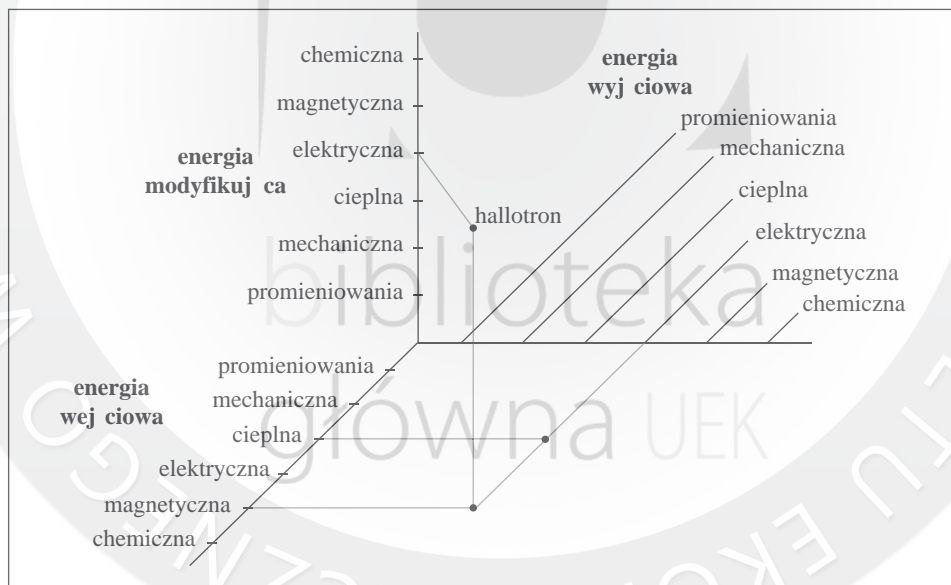 chemiczna
magnetyczna
elektryczna
cieplna
mechaniczna
promieniowania
energia
modyfikuj ca
energia
wyj ciowa
promieniowania
mechaniczna
cieplna
elektryczna
magnetyczna
chemiczna
hallotron
promieniowania
mechaniczna
cieplna
elektryczna
magnetyczna
chemiczna
energia
wej ciowa
biblioteka
główna UEK